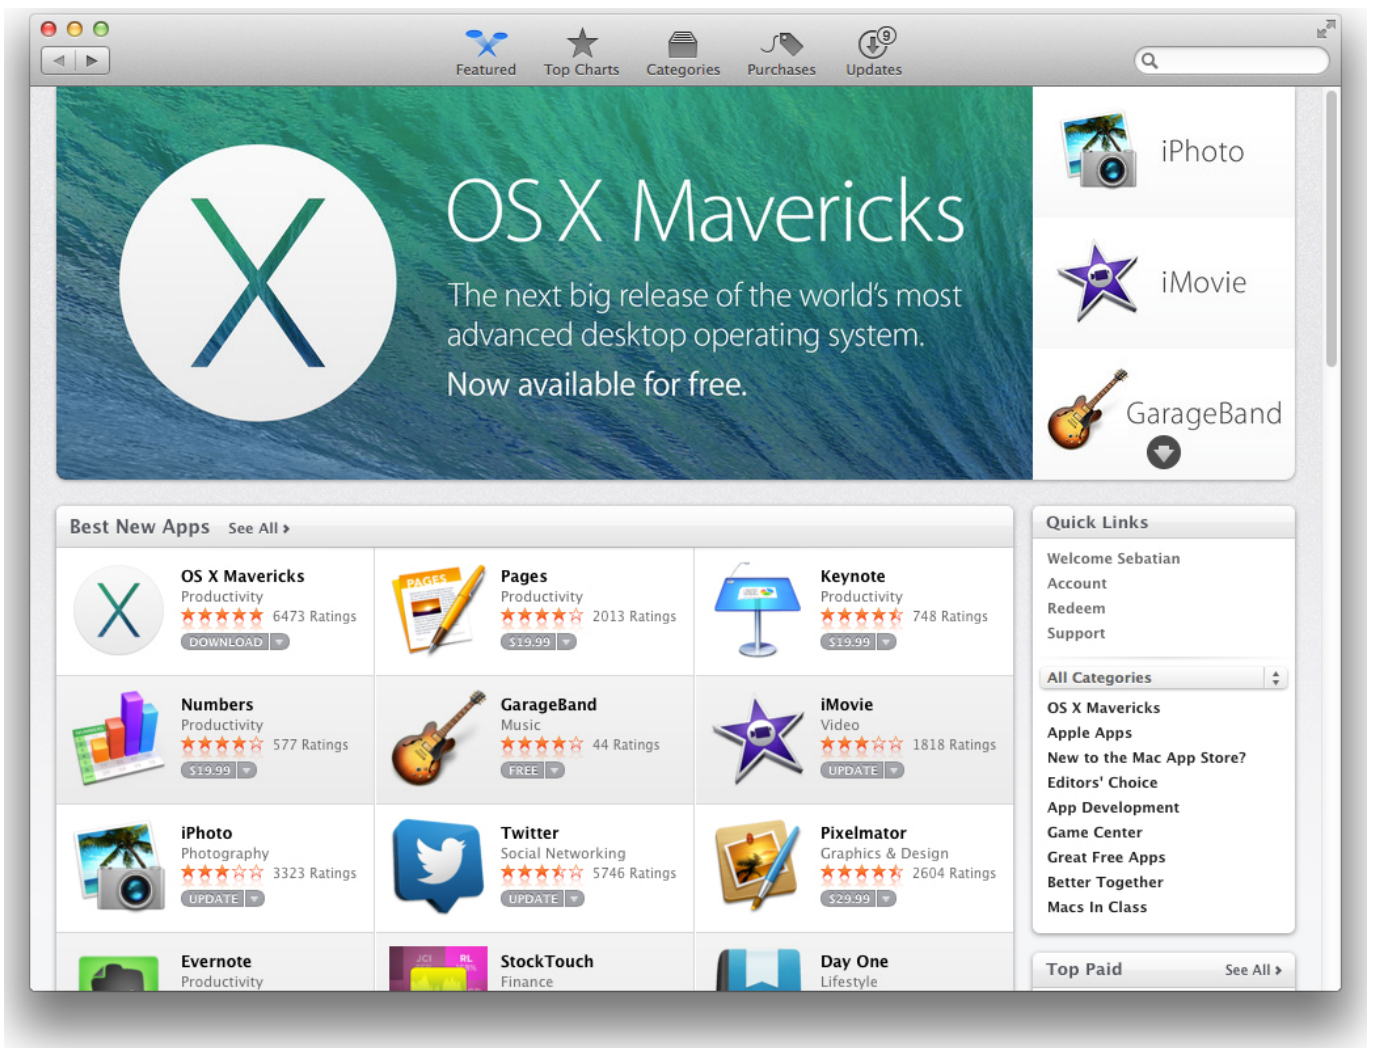 Featured
Top Charts
Categories
Purchases
Updates
9
OS X Mavericks
The next big release of the world's most
advanced desktop operating system.
Now available for free.
iPhoto
iMovie
GarageBand
Best New Apps See All ›
OS X Mavericks
Productivity
6473 Ratings
DOWNLOAD
PAGES
Pages
Productivity
2013 Ratings
$19.99
Keynote
Productivity
748 Ratings
$19.99
Numbers
Productivity
577 Ratings
$19.99
GarageBand
Music
44 Ratings
FREE
iMovie
Video
1818 Ratings
UPDATE
iPhoto
Photography
3323 Ratings
UPDATE
Twitter
Social Networking
5746 Ratings
UPDATE
Pixelmator
Graphics & Design
2604 Ratings
$29.99
Evernote
Productivity
JCI RL
StockTouch
Finance
Day One
Lifestyle
Quick Links
Welcome Sebatian
Account
Redeem
Support
All Categories
OS X Mavericks
Apple Apps
New to the Mac App Store?
Editors' Choice
App Development
Game Center
Great Free Apps
Better Together
Macs In Class
Top Paid See All ›